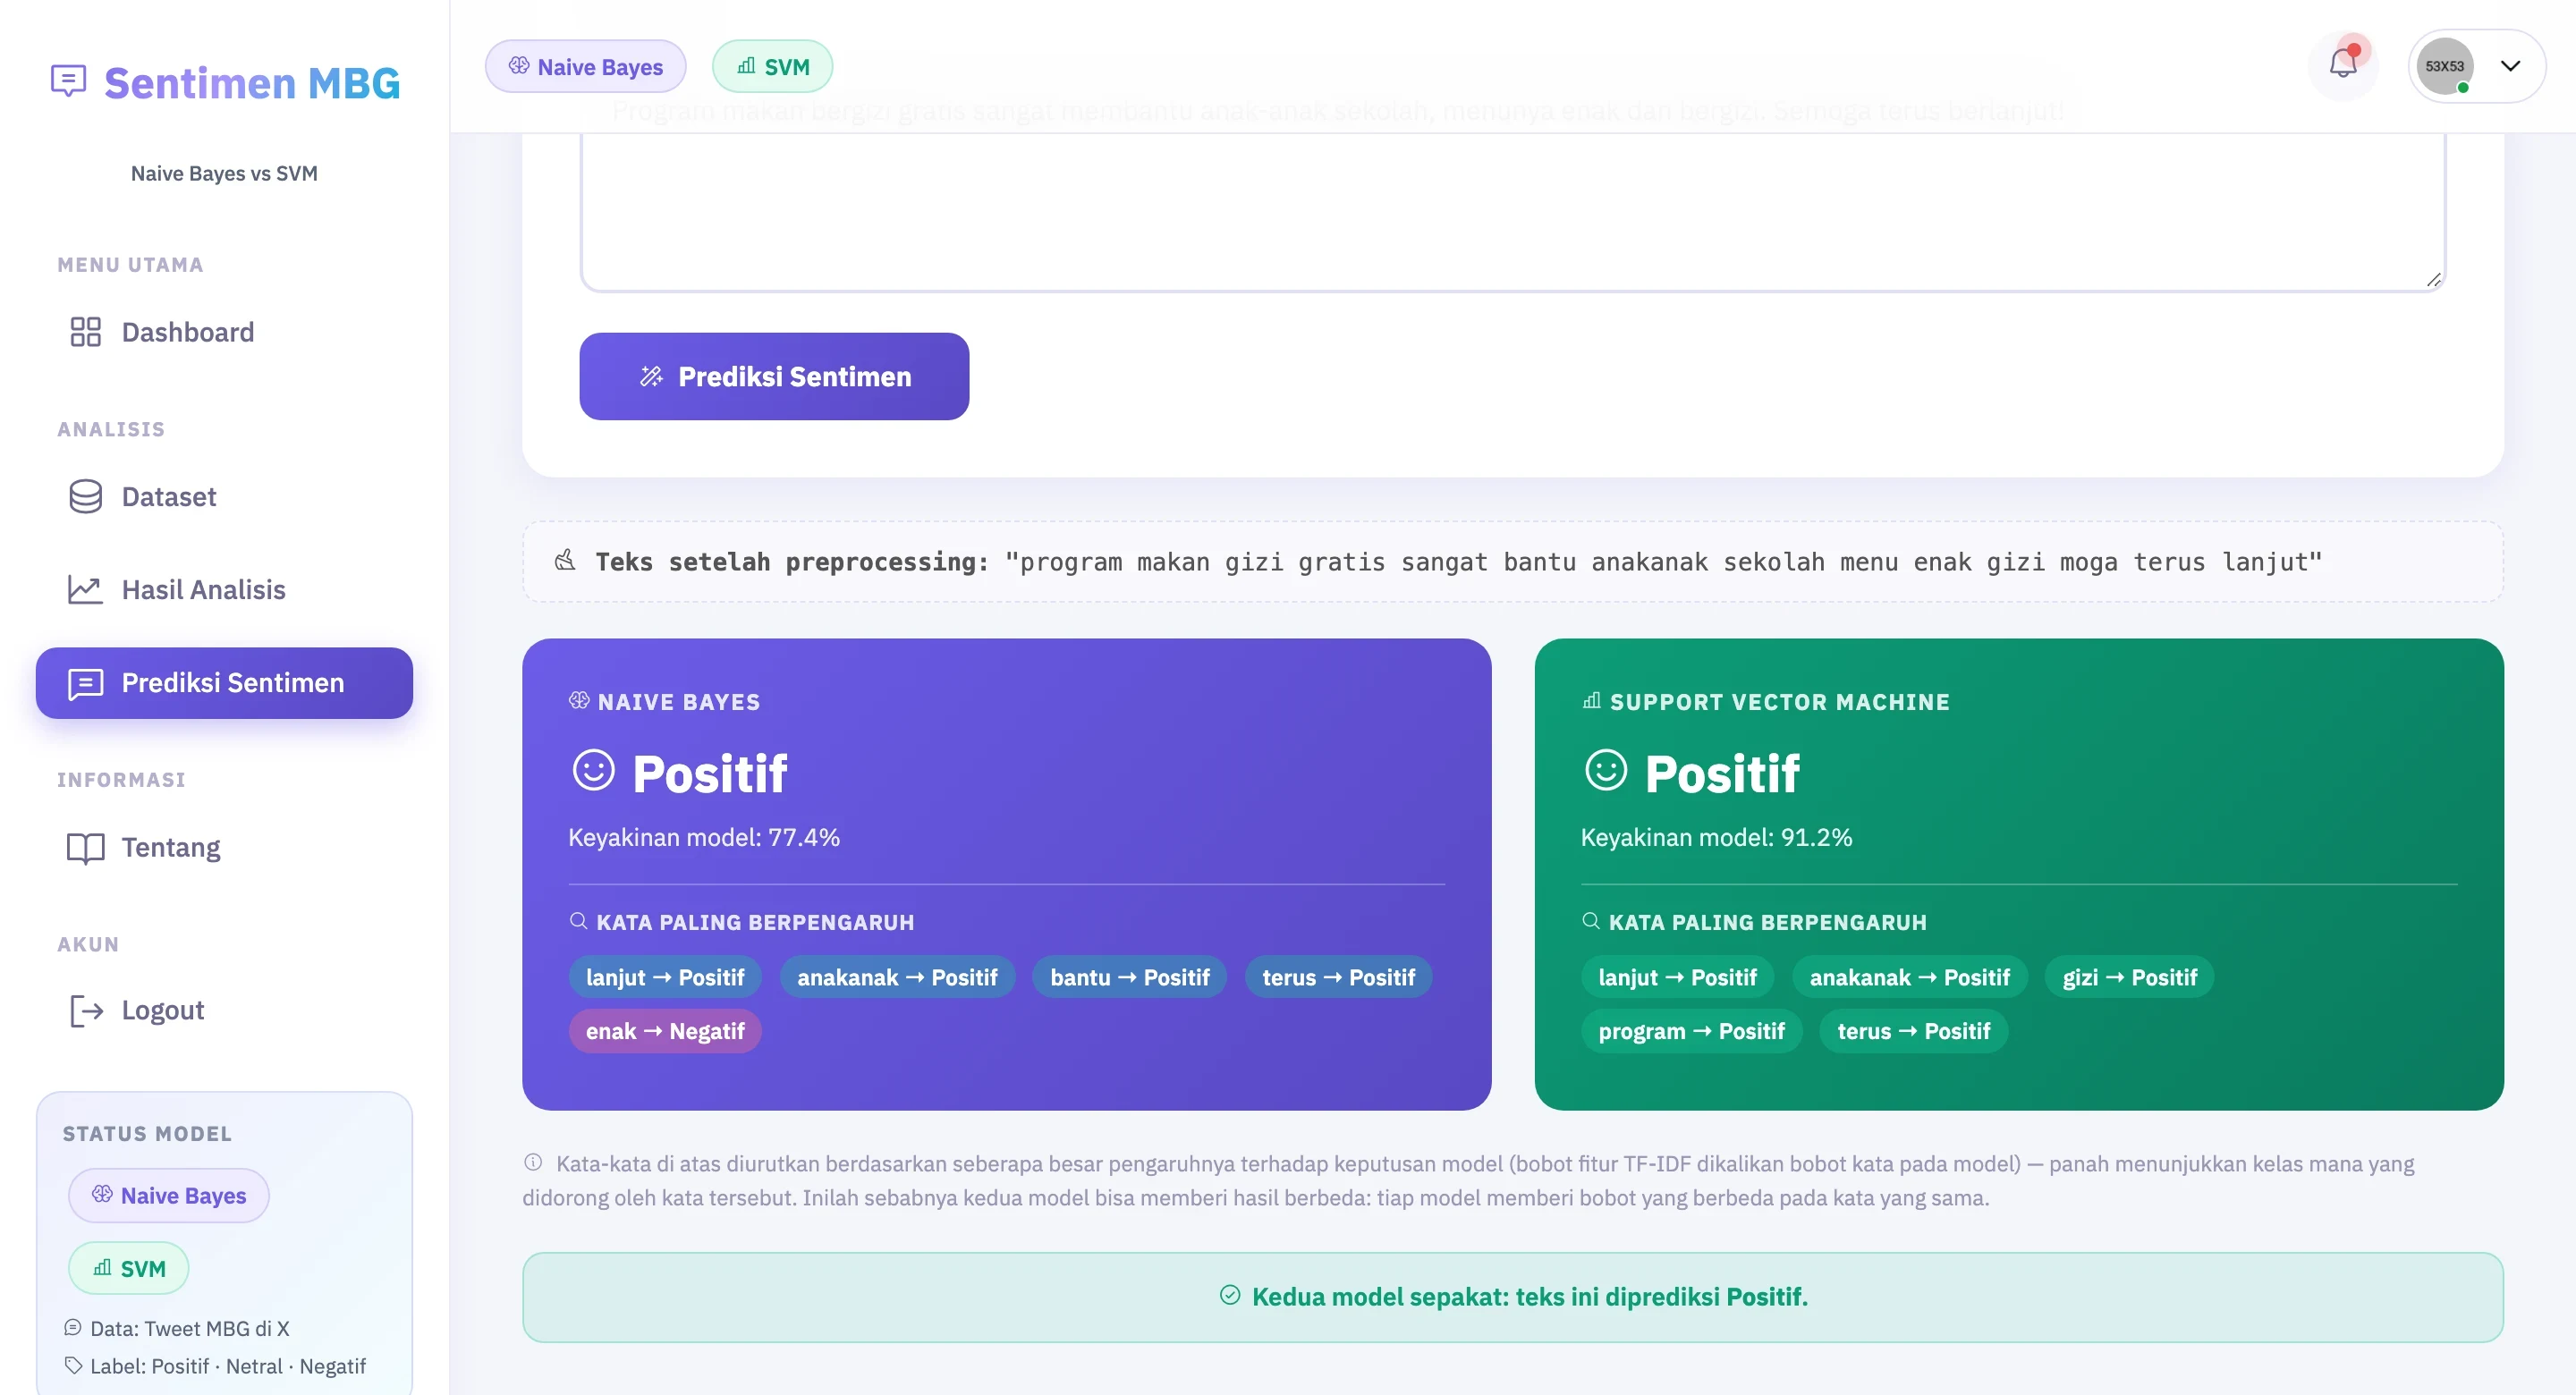 Sentimen MBG
Naive Bayes vs SVM
MENU UTAMA
Dashboard
ANALISIS
Dataset
Hasil Analisis
Prediksi Sentimen
INFORMASI
Tentang
AKUN
Logout
STATUS MODEL
Naive Bayes
SVM
Data: Tweet MBG di X
Label: Positif · Netral · Negatif
Naive Bayes
SVM
53X53
Program makan bergizi gratis sangat membantu anak-anak sekolah, menunya enak dan bergizi. Semoga terus berlanjut!
Prediksi Sentimen
Teks setelah preprocessing: "program makan gizi gratis sangat bantu anakanak sekolah menu enak gizi moga terus lanjut"
NAIVE BAYES
Positif
Keyakinan model: 77.4%
KATA PALING BERPENGARUH
lanjut → Positif anakanak → Positif bantu → Positif terus → Positif
enak → Negatif
SUPPORT VECTOR MACHINE
Positif
Keyakinan model: 91.2%
KATA PALING BERPENGARUH
lanjut → Positif anakanak → Positif gizi → Positif
program → Positif terus → Positif
Kata-kata di atas diurutkan berdasarkan seberapa besar pengaruhnya terhadap keputusan model (bobot fitur TF-IDF dikalikan bobot kata pada model) — panah menunjukkan kelas mana yang
didorong oleh kata tersebut. Inilah sebabnya kedua model bisa memberi hasil berbeda: tiap model memberi bobot yang berbeda pada kata yang sama.
Kedua model sepakat: teks ini diprediksi Positif.